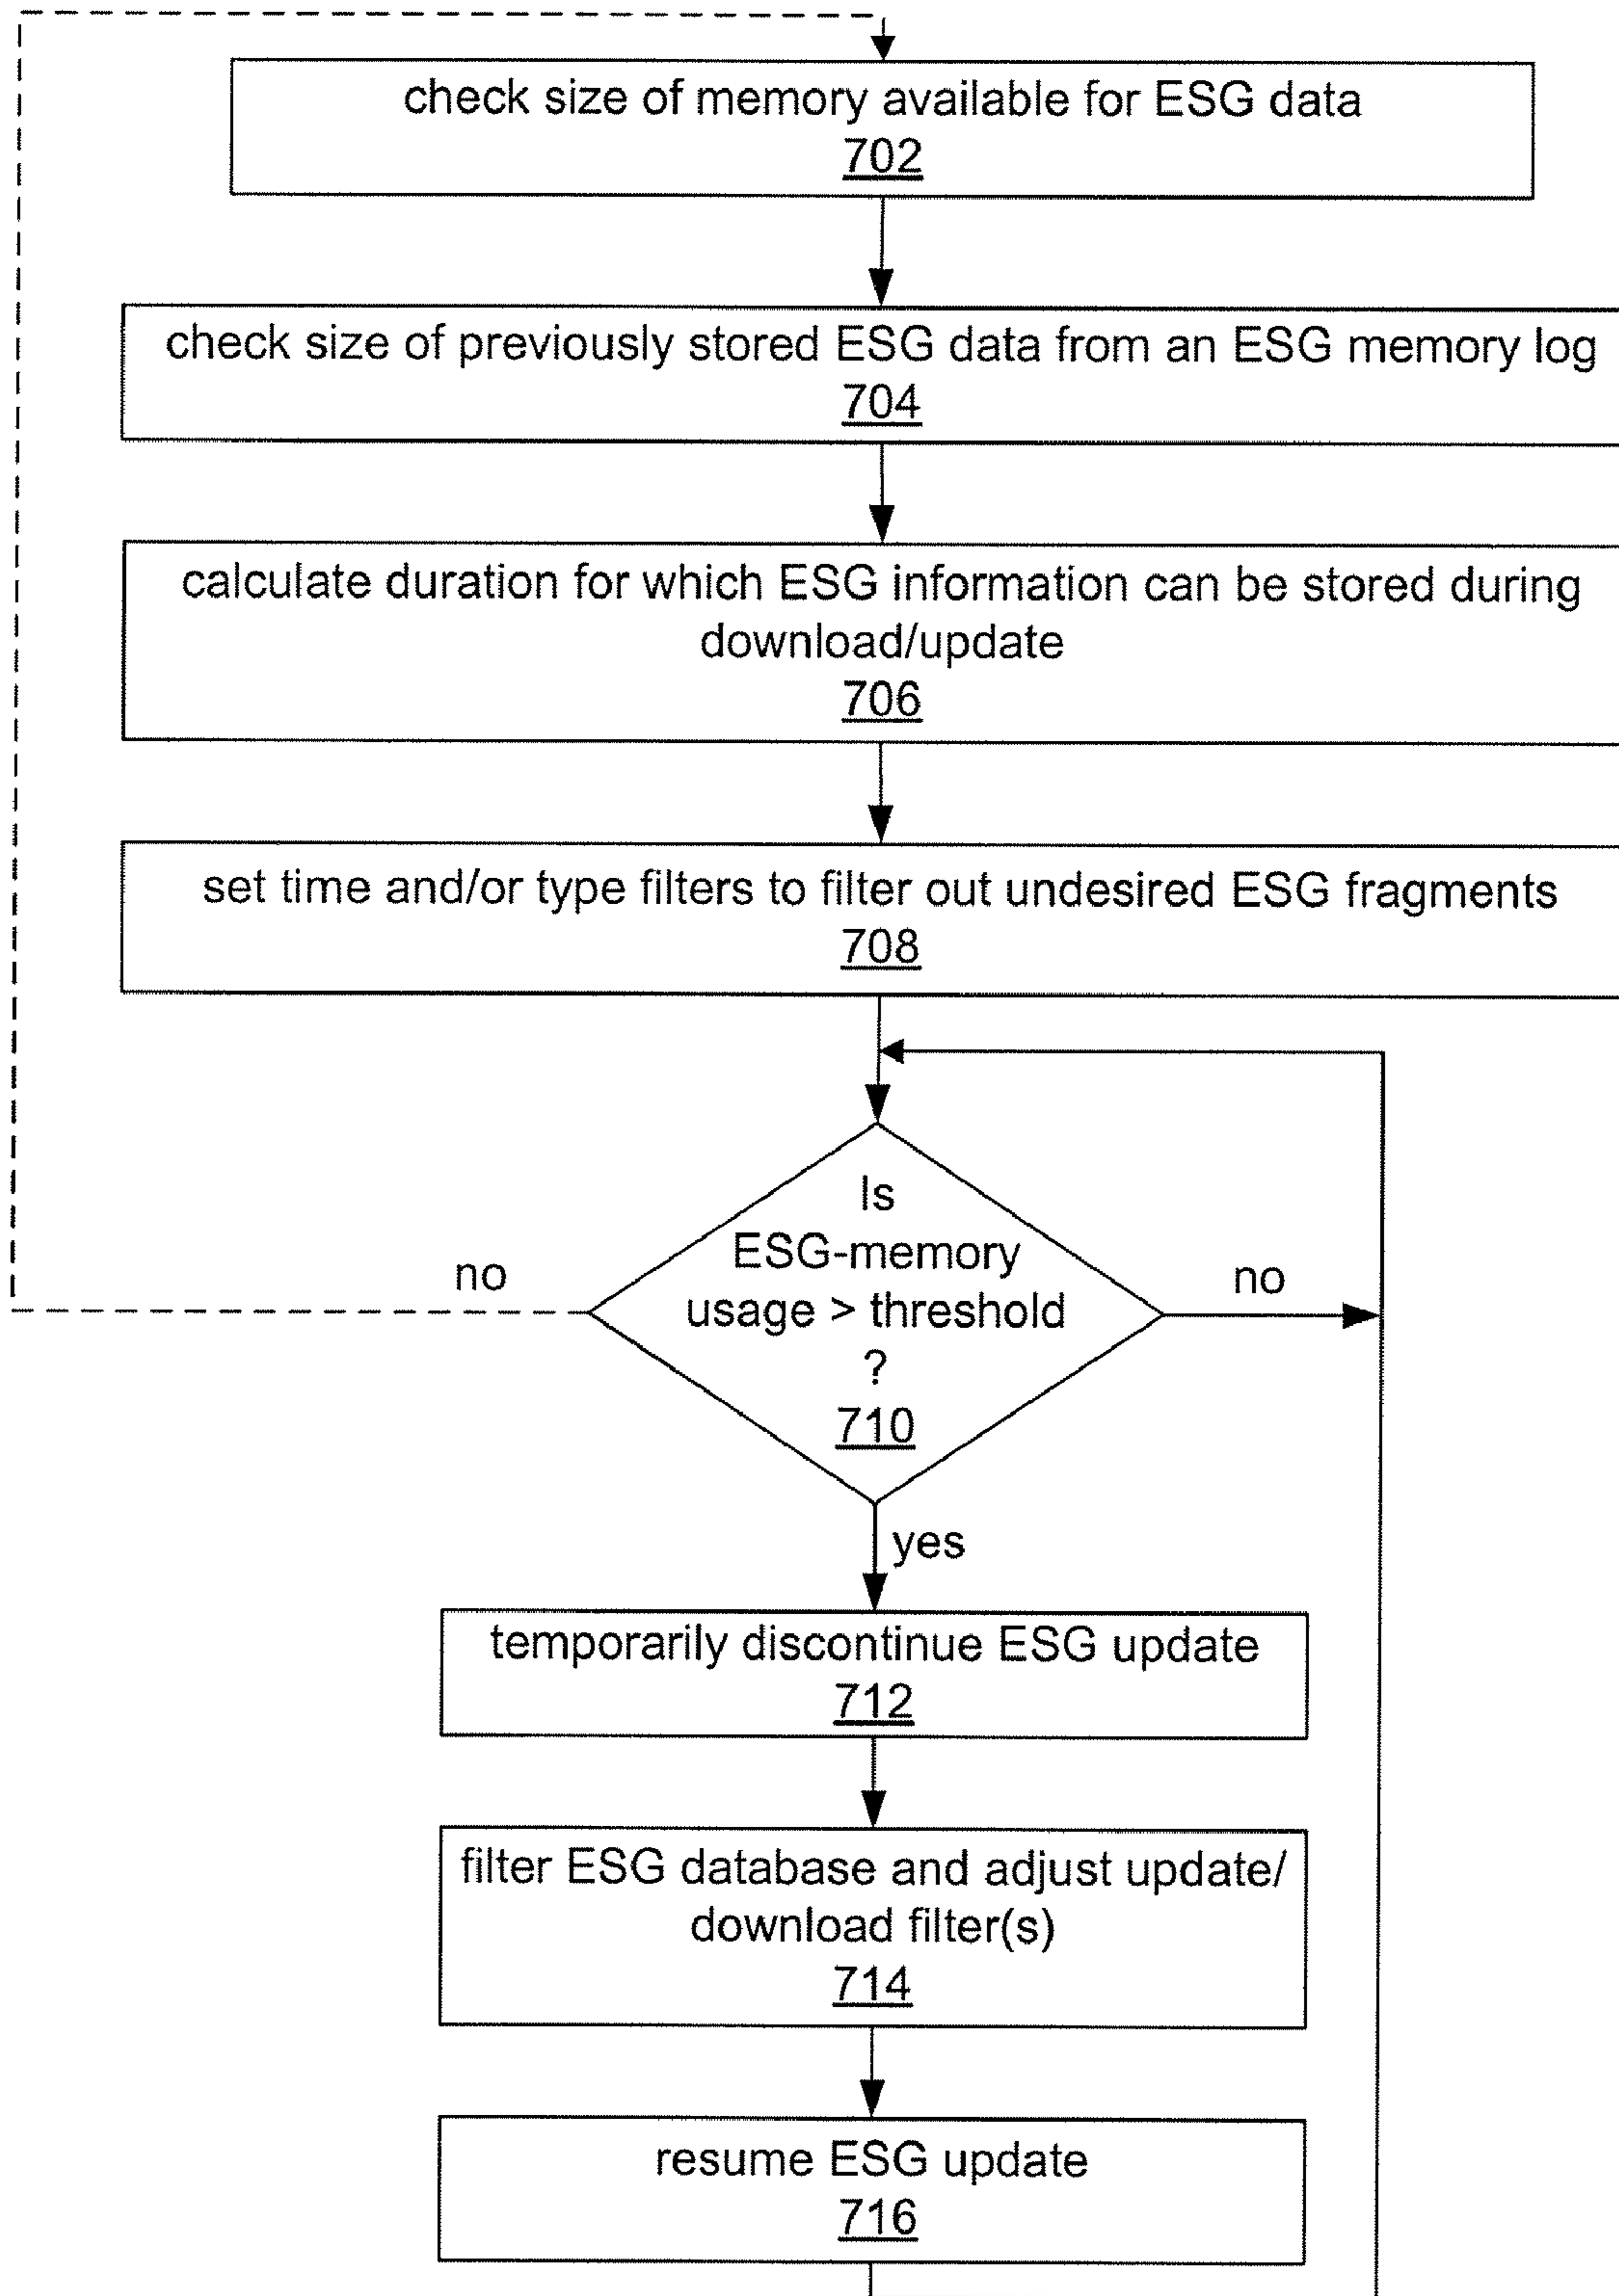 check size of memory available for ESG data
702
check size of previously stored ESG data from an ESG memory log
704
calculate duration for which ESG information can be stored during
download/update
706
set time and/or type filters to filter out undesired ESG fragments
708
Is
ESG-memory
usage > threshold
?
710
no
no
yes
temporarily discontinue ESG update
712
filter ESG database and adjust update/
download filter(s)
714
resume ESG update
716